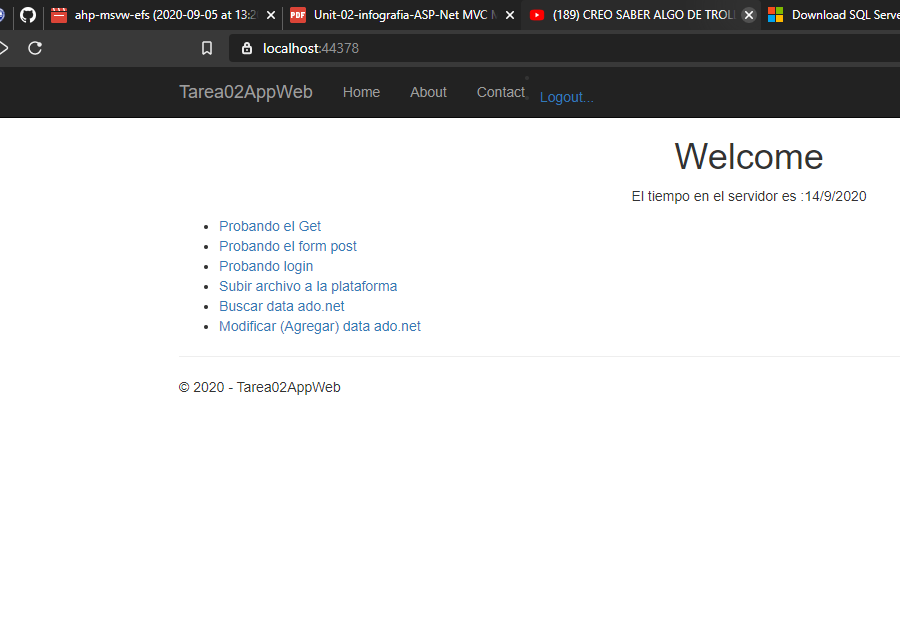 ahp-msvw-efs (2020-09-05 at 13:2
PDF Unit-02-infografia-ASP-Net MVC
(189) CREO SABER ALGO DE TROL
Download SQL Serve
localhost:44378
Tarea02AppWeb Home About Contact Logout...
Welcome
El tiempo en el servidor es :14/9/2020
Probando el Get
Probando el form post
Probando login
Subir archivo a la plataforma
Buscar data ado.net
Modificar (Agregar) data ado.net
© 2020 - Tarea02AppWeb